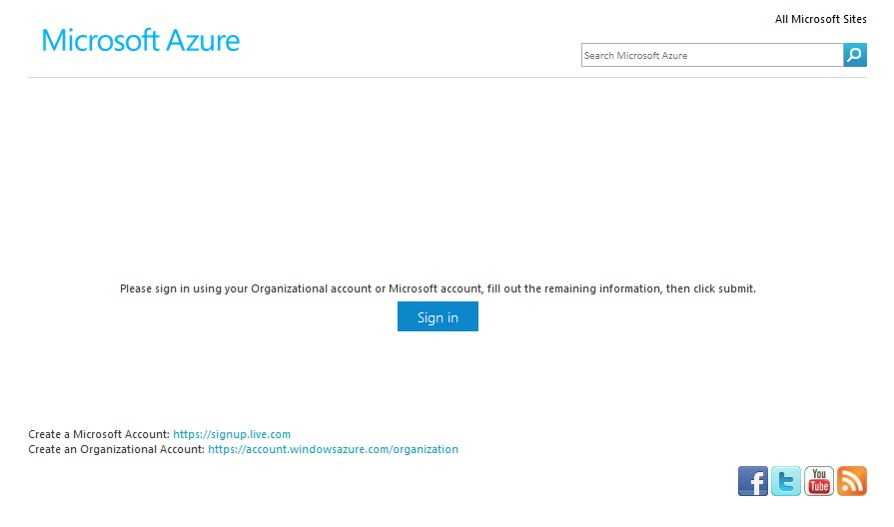 All Microsoft Sites
Microsoft Azure
Search Microsoft Azure
Please sign in using your Organizational account or Microsoft account, fill out the remaining information, then click submit.
Sign in
Create a Microsoft Account: https://signup.live.com
Create an Organizational Account: https://account.windowsazure.com/organization
You
Tube